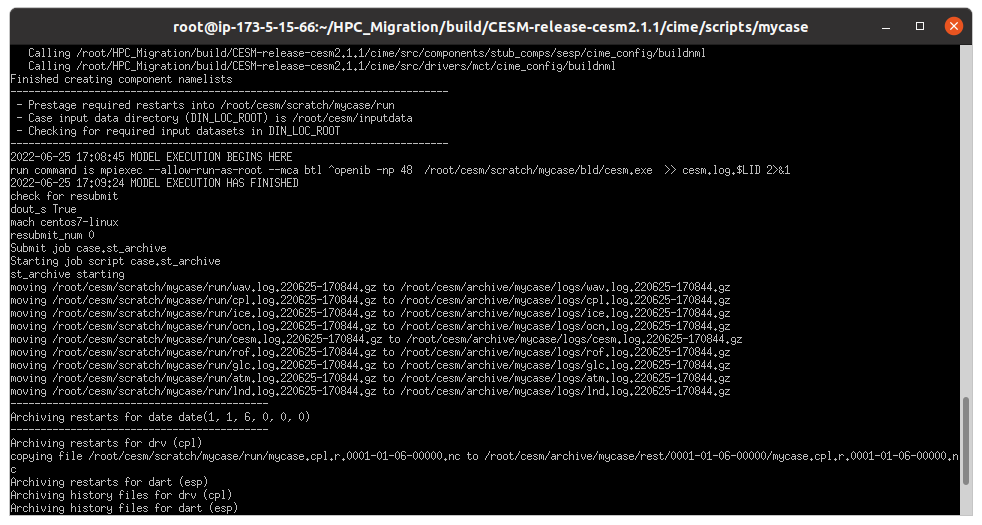 root@ip-173-5-15-66:~/HPC_Migration/build/CESM-release-cesm2.1.1/cime/scripts/mycase
Calling /root/HPC_Migration/build/CESM-release-cesm2.1.1/cime/src/components/stub_comps/sesp/cime_config/buildnml
Calling /root/HPC_Migration/build/CESM-release-cesm2.1.1/cime/src/drivers/mct/cime_config/buildnml
Finished creating component namelists
-------------------------------------------------------------------------
- Prestage required restarts into /root/cesm/scratch/mycase/run
- Case input data directory (DIN_LOC_ROOT) is /root/cesm/inputdata
- Checking for required input datasets in DIN_LOC_ROOT
-------------------------------------------------------------------------
2022-06-25 17:08:45 MODEL EXECUTION BEGINS HERE
run command is mpiexec --allow-run-as-root --mca btl ^openib -np 48  /root/cesm/scratch/mycase/bld/cesm.exe  >> cesm.log.$LID 2>&1
2022-06-25 17:09:24 MODEL EXECUTION HAS FINISHED
check for resubmit
dout_s True
mach centos7-linux
resubmit_num 0
Submit job case.st_archive
Starting job script case.st_archive
st_archive starting
moving /root/cesm/scratch/mycase/run/wav.log.220625-170844.gz to /root/cesm/archive/mycase/logs/wav.log.220625-170844.gz
moving /root/cesm/scratch/mycase/run/cpl.log.220625-170844.gz to /root/cesm/archive/mycase/logs/cpl.log.220625-170844.gz
moving /root/cesm/scratch/mycase/run/ice.log.220625-170844.gz to /root/cesm/archive/mycase/logs/ice.log.220625-170844.gz
moving /root/cesm/scratch/mycase/run/ocn.log.220625-170844.gz to /root/cesm/archive/mycase/logs/ocn.log.220625-170844.gz
moving /root/cesm/scratch/mycase/run/cesm.log.220625-170844.gz to /root/cesm/archive/mycase/logs/cesm.log.220625-170844.gz
moving /root/cesm/scratch/mycase/run/rof.log.220625-170844.gz to /root/cesm/archive/mycase/logs/rof.log.220625-170844.gz
moving /root/cesm/scratch/mycase/run/glc.log.220625-170844.gz to /root/cesm/archive/mycase/logs/glc.log.220625-170844.gz
moving /root/cesm/scratch/mycase/run/atm.log.220625-170844.gz to /root/cesm/archive/mycase/logs/atm.log.220625-170844.gz
moving /root/cesm/scratch/mycase/run/lnd.log.220625-170844.gz to /root/cesm/archive/mycase/logs/lnd.log.220625-170844.gz
-------------------------------------------
Archiving restarts for date date(1, 1, 6, 0, 0, 0)
-------------------------------------------
Archiving restarts for drv (cpl)
copying file /root/cesm/scratch/mycase/run/mycase.cpl.r.0001-01-06-00000.nc to /root/cesm/archive/mycase/rest/0001-01-06-00000/mycase.cpl.r.0001-01-06-00000.n
c
Archiving restarts for dart (esp)
Archiving history files for drv (cpl)
Archiving history files for dart (esp)